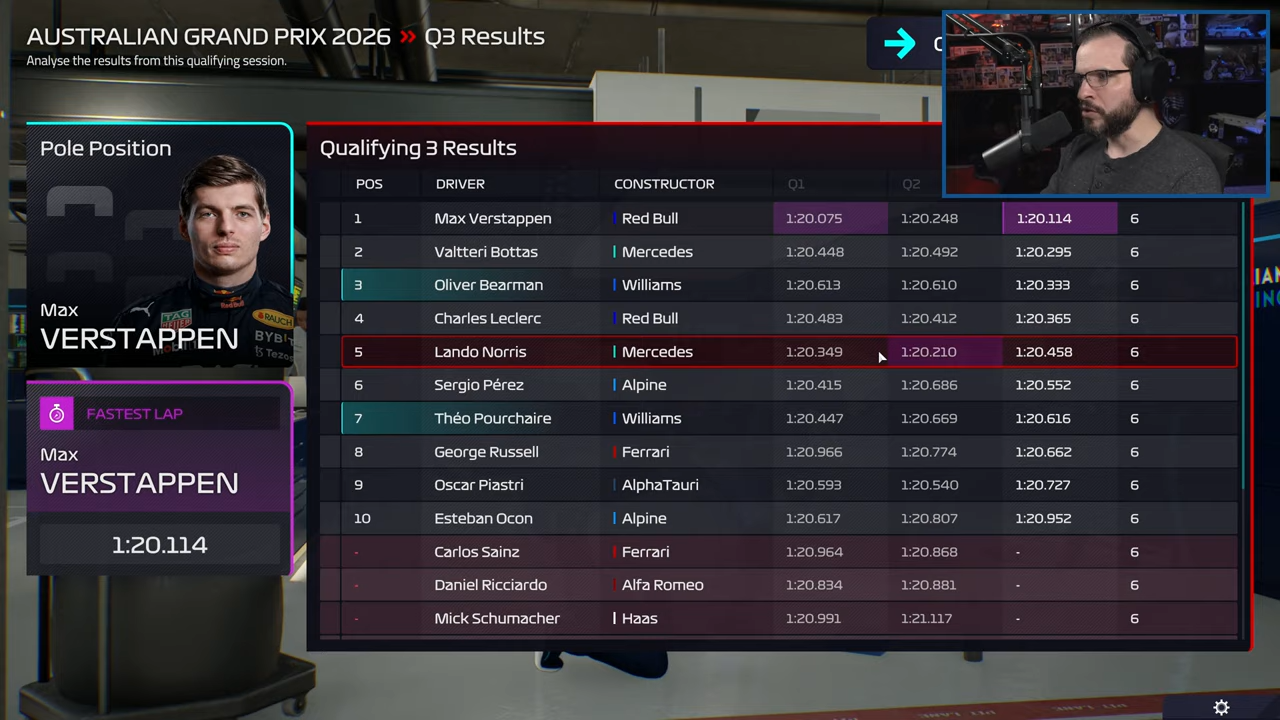 AUSTRALIAN GRAND PRIX 2026 » Q3 Results
Analyse the results from this qualifying session.
Pole Position
Max
VERSTAPPEN
FASTEST LAP
Max
VERSTAPPEN
1:20.114
Qualifying 3 Results
POS DRIVER CONSTRUCTOR Q1 Q2
1 Max Verstappen Red Bull 1:20.075 1:20.248 1:20.114 6
2 Valtteri Bottas Mercedes 1:20.448 1:20.492 1:20.295 6
3 Oliver Bearman Williams 1:20.613 1:20.610 1:20.333 6
4 Charles Leclerc Red Bull 1:20.483 1:20.412 1:20.365 6
5 Lando Norris Mercedes 1:20.349 1:20.210 1:20.458 6
6 Sergio Pérez Alpine 1:20.415 1:20.686 1:20.552 6
7 Théo Pourchaire Williams 1:20.447 1:20.669 1:20.616 6
8 George Russell Ferrari 1:20.966 1:20.774 1:20.662 6
9 Oscar Piastri AlphaTauri 1:20.593 1:20.540 1:20.727 6
10 Esteban Ocon Alpine 1:20.617 1:20.807 1:20.952 6
- Carlos Sainz Ferrari 1:20.964 1:20.868 - 6
- Daniel Ricciardo Alfa Romeo 1:20.834 1:20.881 - 6
- Mick Schumacher Haas 1:20.991 1:21.117 - 6
TAG
RAUCH
BYB
Tezo